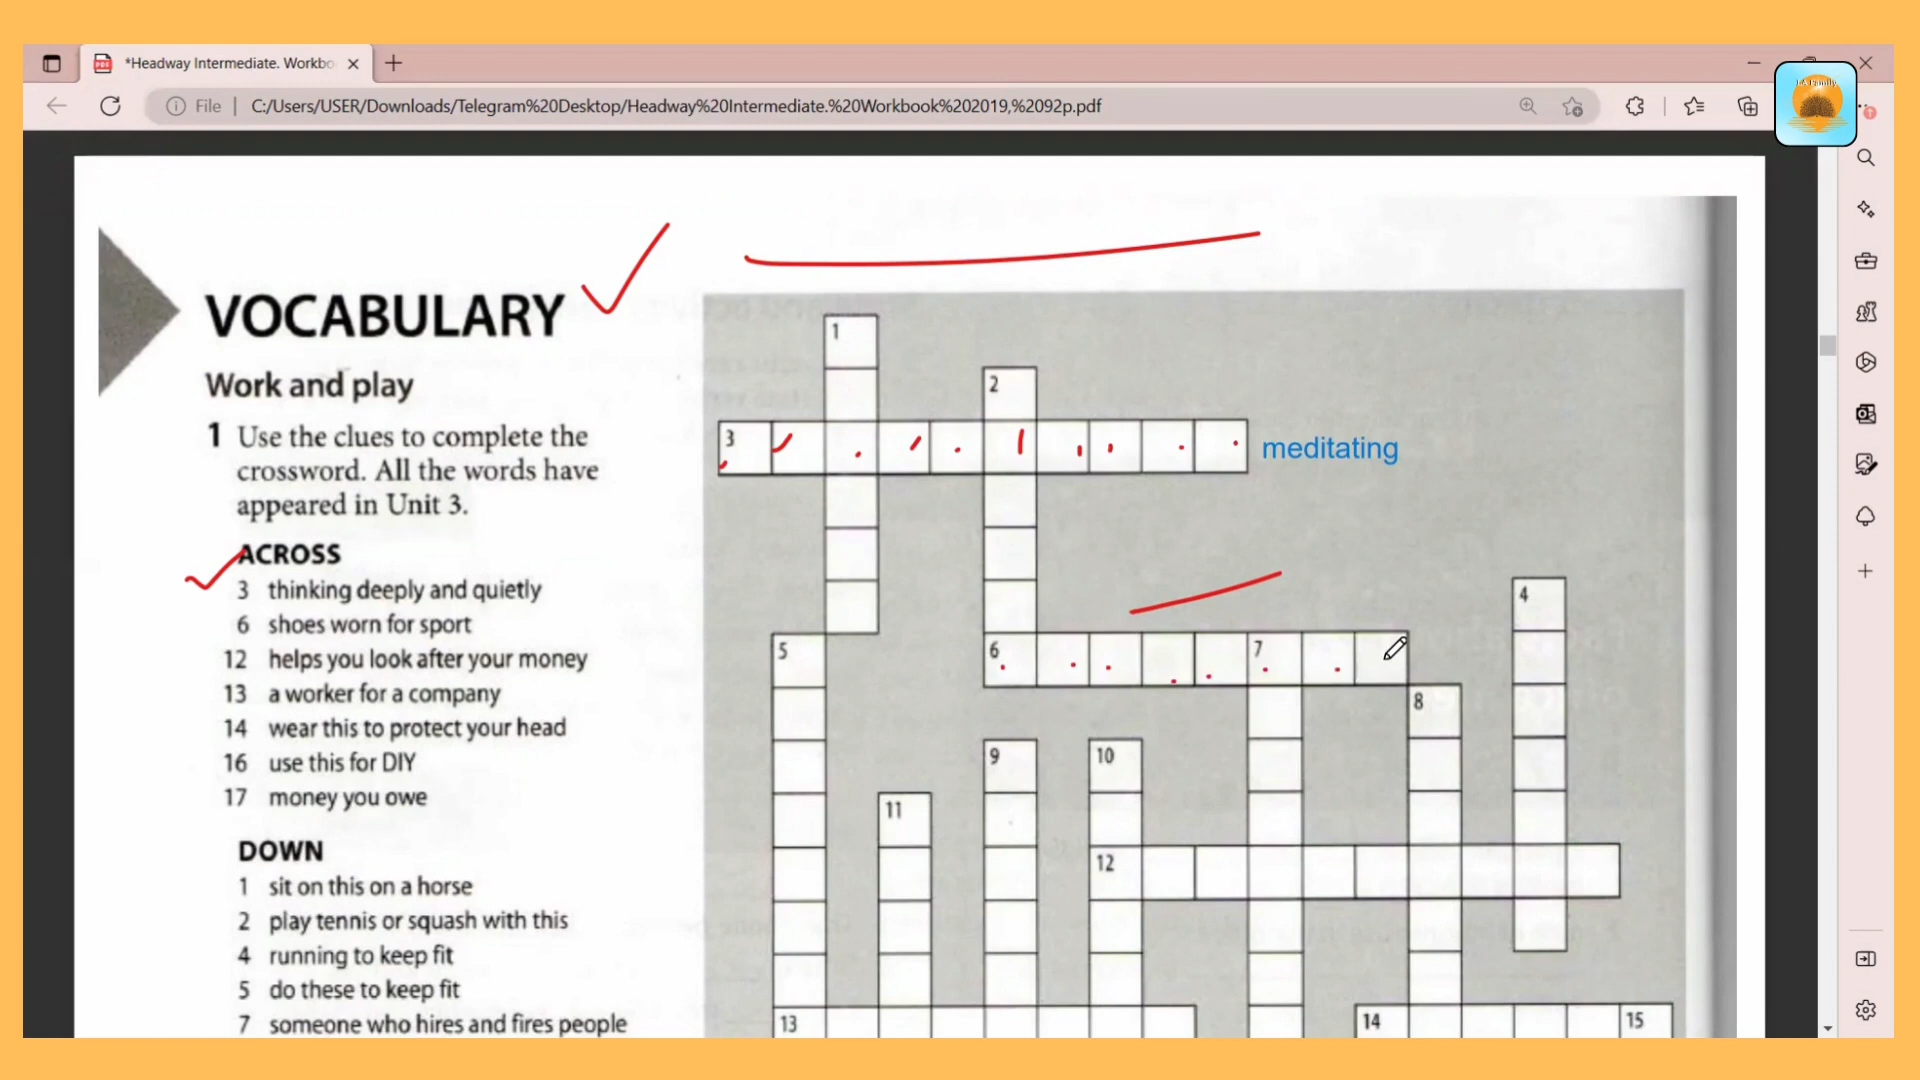 *Headway Intermediate. Workbo
File
C:/Users/USER/Downloads/Telegram%20Desktop/Headway%20Intermediate.%20Workbook%202019,%2092p.pdf
VOCABULARY
Work and play
1 Use the clues to complete the
crossword. All the words have
appeared in Unit 3.
ACROSS
3 thinking deeply and quietly
6 shoes worn for sport
12 helps you look after your money
13 a worker for a company
14 wear this to protect your head
16 use this for DIY
17 money you owe
DOWN
1 sit on this on a horse
2 play tennis or squash with this
4 running to keep fit
5 do these to keep fit
7 someone who hires and fires people
1
2
3
meditating
4
5
6
7
8
9
10
11
12
13
14
15